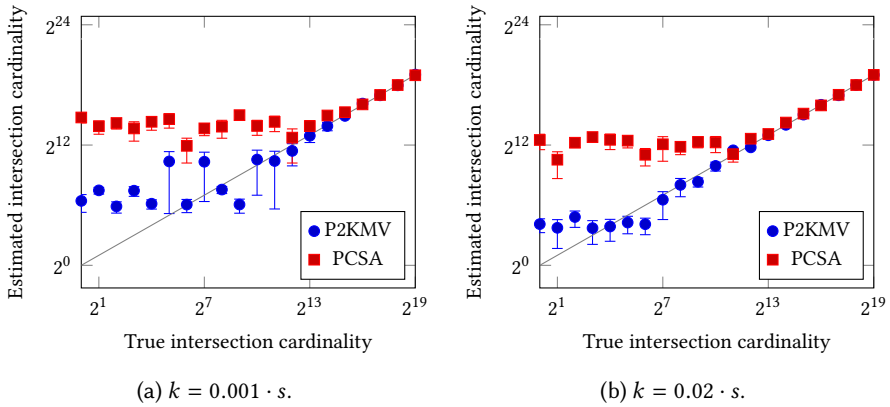 2^24
2^12
2^0
Estimated intersection cardinality
P2KMV
PCSA
2^1 2^7 2^13 2^19
True intersection cardinality
(a) k = 0.001 · s.
2^24
2^12
2^0
Estimated intersection cardinality
P2KMV
PCSA
2^1 2^7 2^13 2^19
True intersection cardinality
(b) k = 0.02 · s.